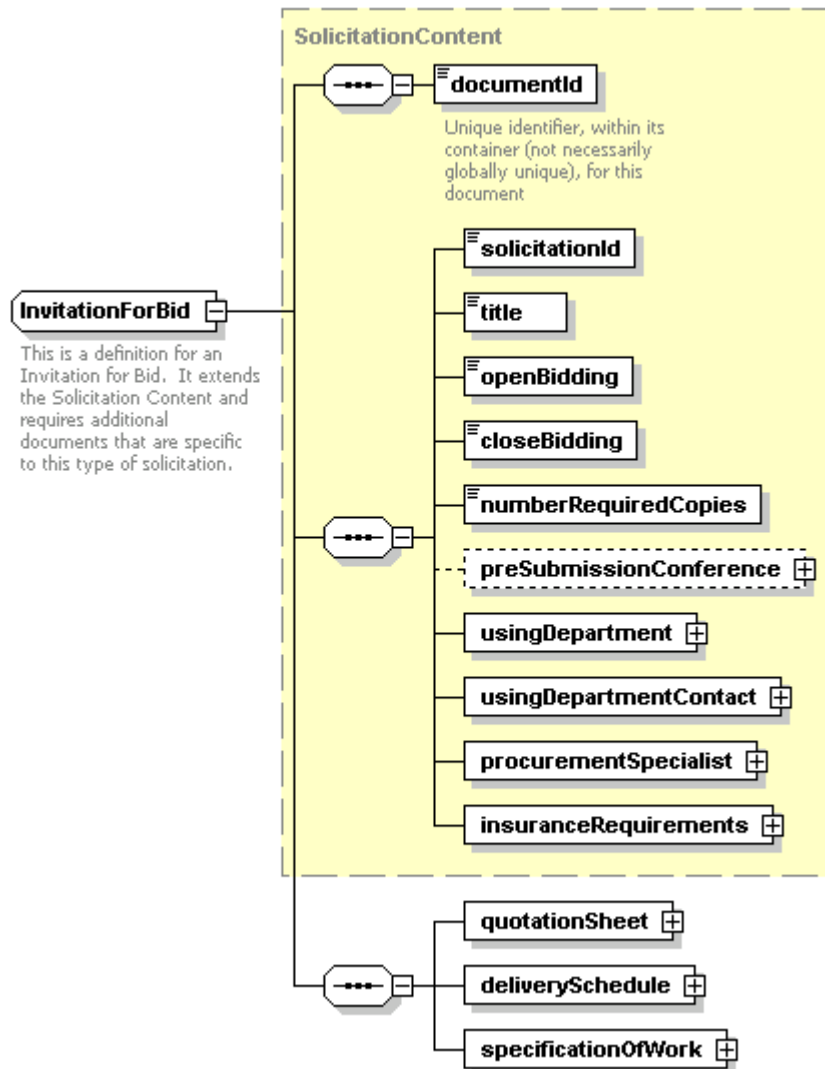 SolicitationContent
documentId
Unique identifier, within its
container (not necessarily
globally unique), for this
document
solicitationId
title
InvitationForBid
This is a definition for an
Invitation for Bid.  It extends
the Solicitation Content and
requires additional
documents that are specific
to this type of solicitation.
openBidding
closeBidding
numberRequiredCopies
preSubmissionConference
usingDepartment
usingDepartmentContact
procurementSpecialist
insuranceRequirements
quotationSheet
deliverySchedule
specificationOfWork